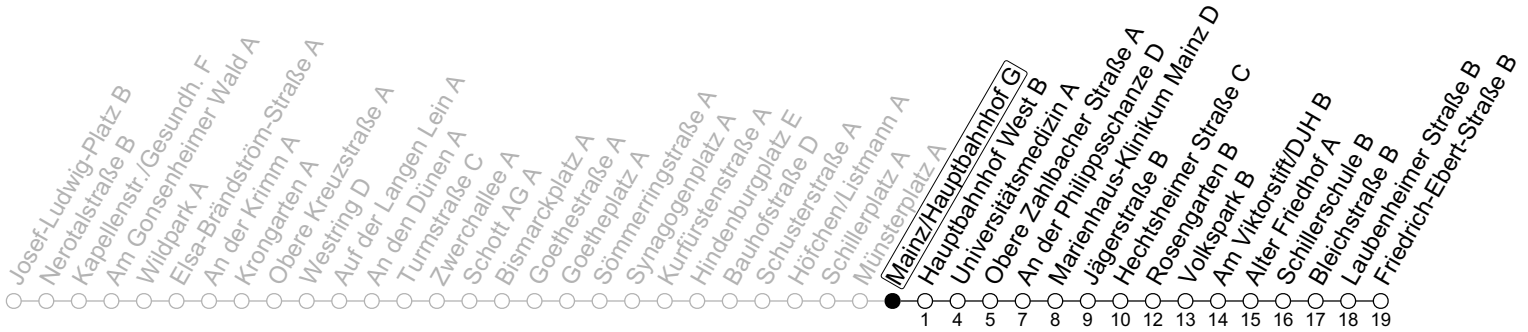 Josef-Ludwig-Platz B
Nerotalstraße B
Kapellenstr./Gesundh. F
Am Gonsenheimer Wald A
Wildpark A
Elsa-Brändström-Straße A
An der Krimm A
Krongarten A
Obere Kreuzstraße A
Westring D
Auf der Langen Lein A
An den Dünen A
Turmstraße C
Zwerchallee A
Schott AG A
Bismarckplatz A
Goethestraße A
Goetheplatz A
Sömmerringstraße A
Synagogenplatz A
Kurfürstenstraße A
Hindenburgplatz E
Bauhofstraße D
Schusterstraße A
Höfchen/Listmann A
Schillerplatz A
Münsterplatz A
Mainz/Hauptbahnhof G
Hauptbahnhof West B
Universitätsmedizin A
Obere Zahlbacher Straße A
An der Philippsschanze D
Marienhaus-Klinikum Mainz D
Jägerstraße B
Hechtsheimer Straße C
Rosengarten B
Volkspark B
Am Viktorstift/DJH B
Alter Friedhof A
Schillerschule B
Bleichstraße B
Laubenheimer Straße B
Friedrich-Ebert-Straße B
1 4 5 7 8 9 10 12 13 14 15 16 17 18 19